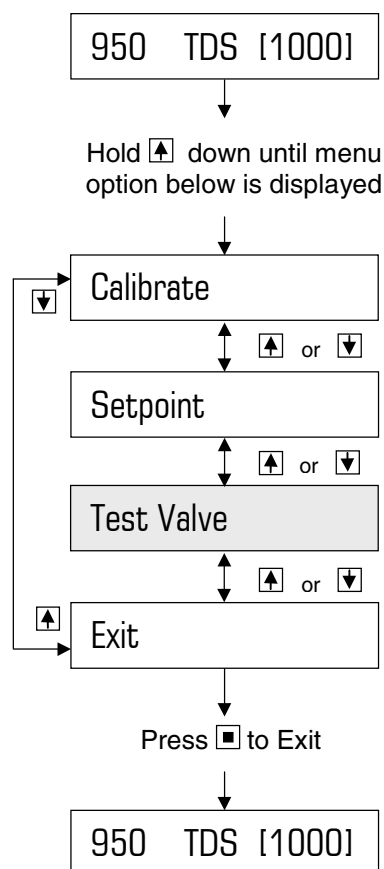 950 TDS [1000]
Hold down until menu
option below is displayed
Calibrate
or
Setpoint
or
Test Valve
or
Exit
Press to Exit
950 TDS [1000]